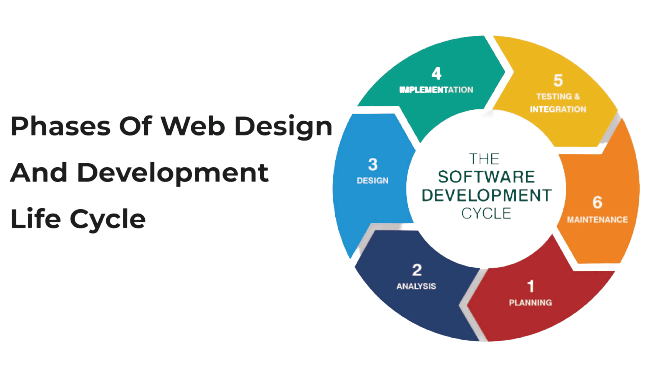 Phases Of Web Design
And Development
Life Cycle
THE
SOFTWARE
DEVELOPMENT
CYCLE
1
PLANNING
2
ANALYSIS
3
DESIGN
4
IMPLEMENTATION
5
TESTING &
INTEGRATION
6
MAINTENANCE